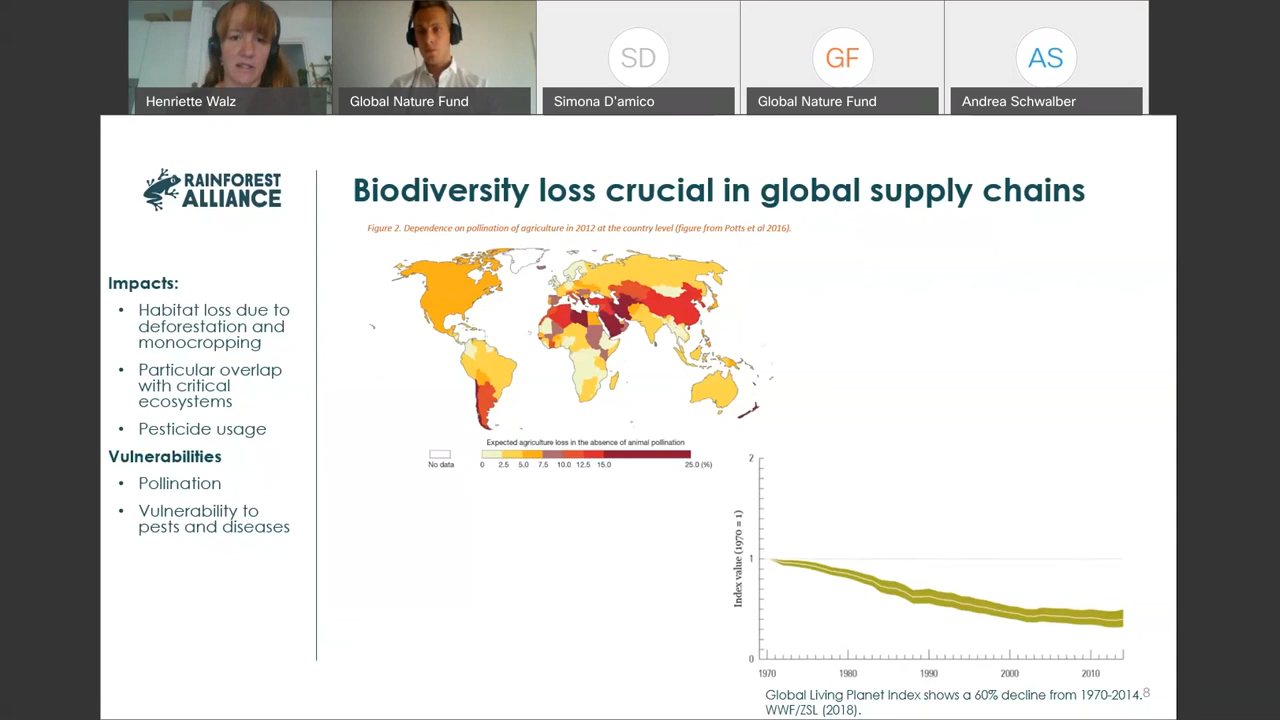 SD
GF
AS
Henriette Walz
Global Nature Fund
Simona D'amico
Global Nature Fund
Andrea Schwalber
RAINFOREST
ALLIANCE
Biodiversity loss crucial in global supply chains
Figure 2. Dependence on pollination of agriculture in 2012 at the country level (figure from Potts et al 2016).
Impacts:
• Habitat loss due to
deforestation and
monocropping
• Particular overlap
with critical
ecosystems
• Pesticide usage
Vulnerabilities
• Pollination
• Vulnerability to
pests and diseases
Expected agriculture loss in the absence of animal pollination
No data
0 2.5 5.0 7.5 10.0 12.5 15.0 25.0 (%)
2
1
0
Index value (1970 = 1)
1970 1980 1990 2000 2010
Global Living Planet Index shows a 60% decline from 1970-2014.
WWF/ZSL (2018).
8